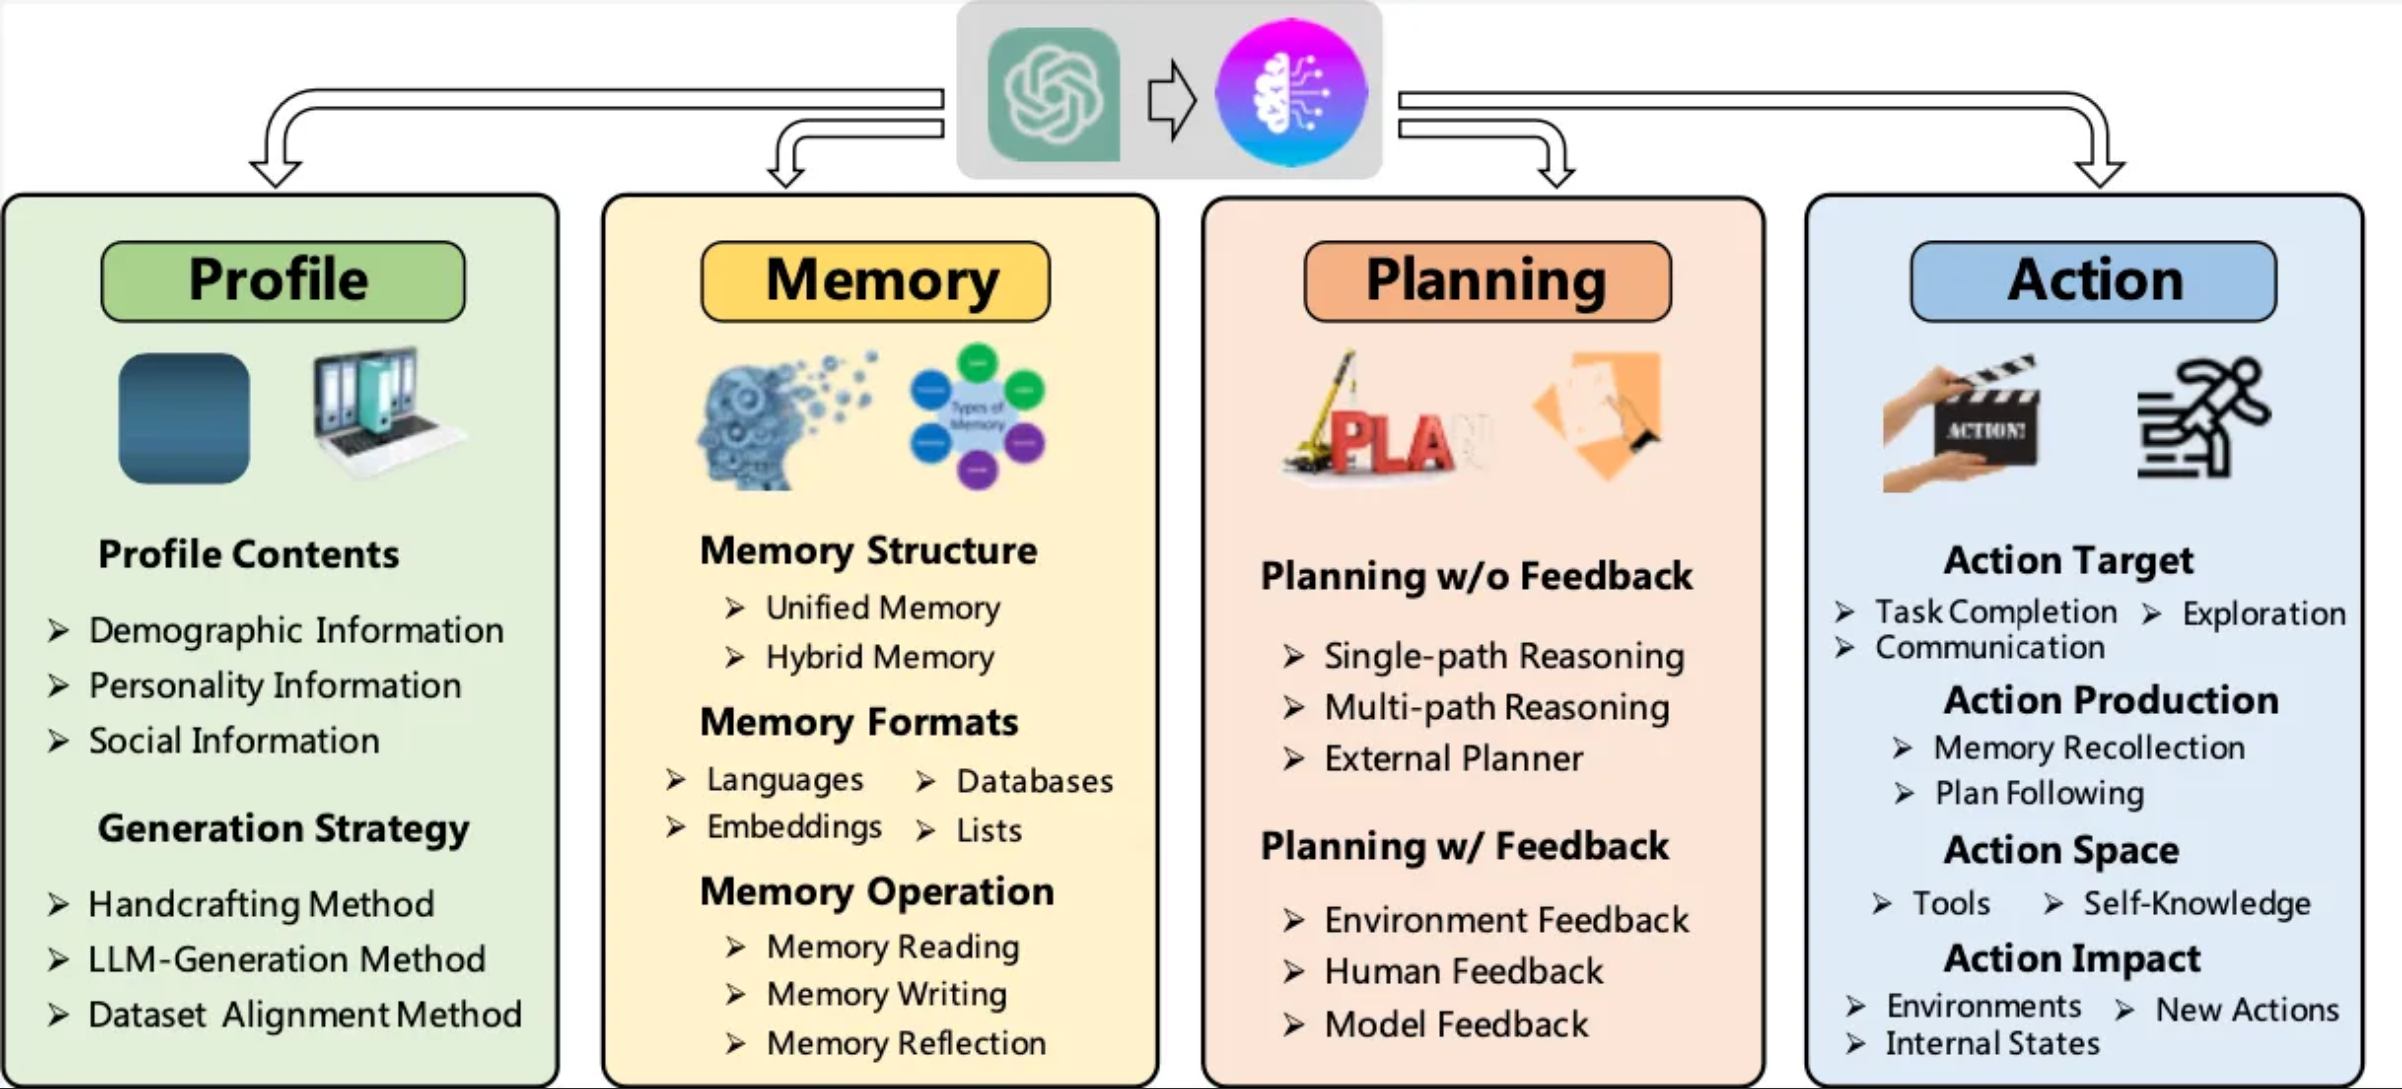 Profile
Profile Contents
➢ Demographic Information
➢ Personality Information
➢ Social Information
Generation Strategy
➢ Handcrafting Method
➢ LLM-Generation Method
➢ Dataset Alignment Method
Memory
Types of
Memory
Memory Structure
➢ Unified Memory
➢ Hybrid Memory
Memory Formats
➢ Languages ➢ Databases
➢ Embeddings ➢ Lists
Memory Operation
➢ Memory Reading
➢ Memory Writing
➢ Memory Reflection
Planning
PLAN
Planning w/o Feedback
➢ Single-path Reasoning
➢ Multi-path Reasoning
➢ External Planner
Planning w/ Feedback
➢ Environment Feedback
➢ Human Feedback
➢ Model Feedback
Action
ACTION!
Action Target
➢ Task Completion ➢ Exploration
➢ Communication
Action Production
➢ Memory Recollection
➢ Plan Following
Action Space
➢ Tools ➢ Self-Knowledge
Action Impact
➢ Environments ➢ New Actions
➢ Internal States